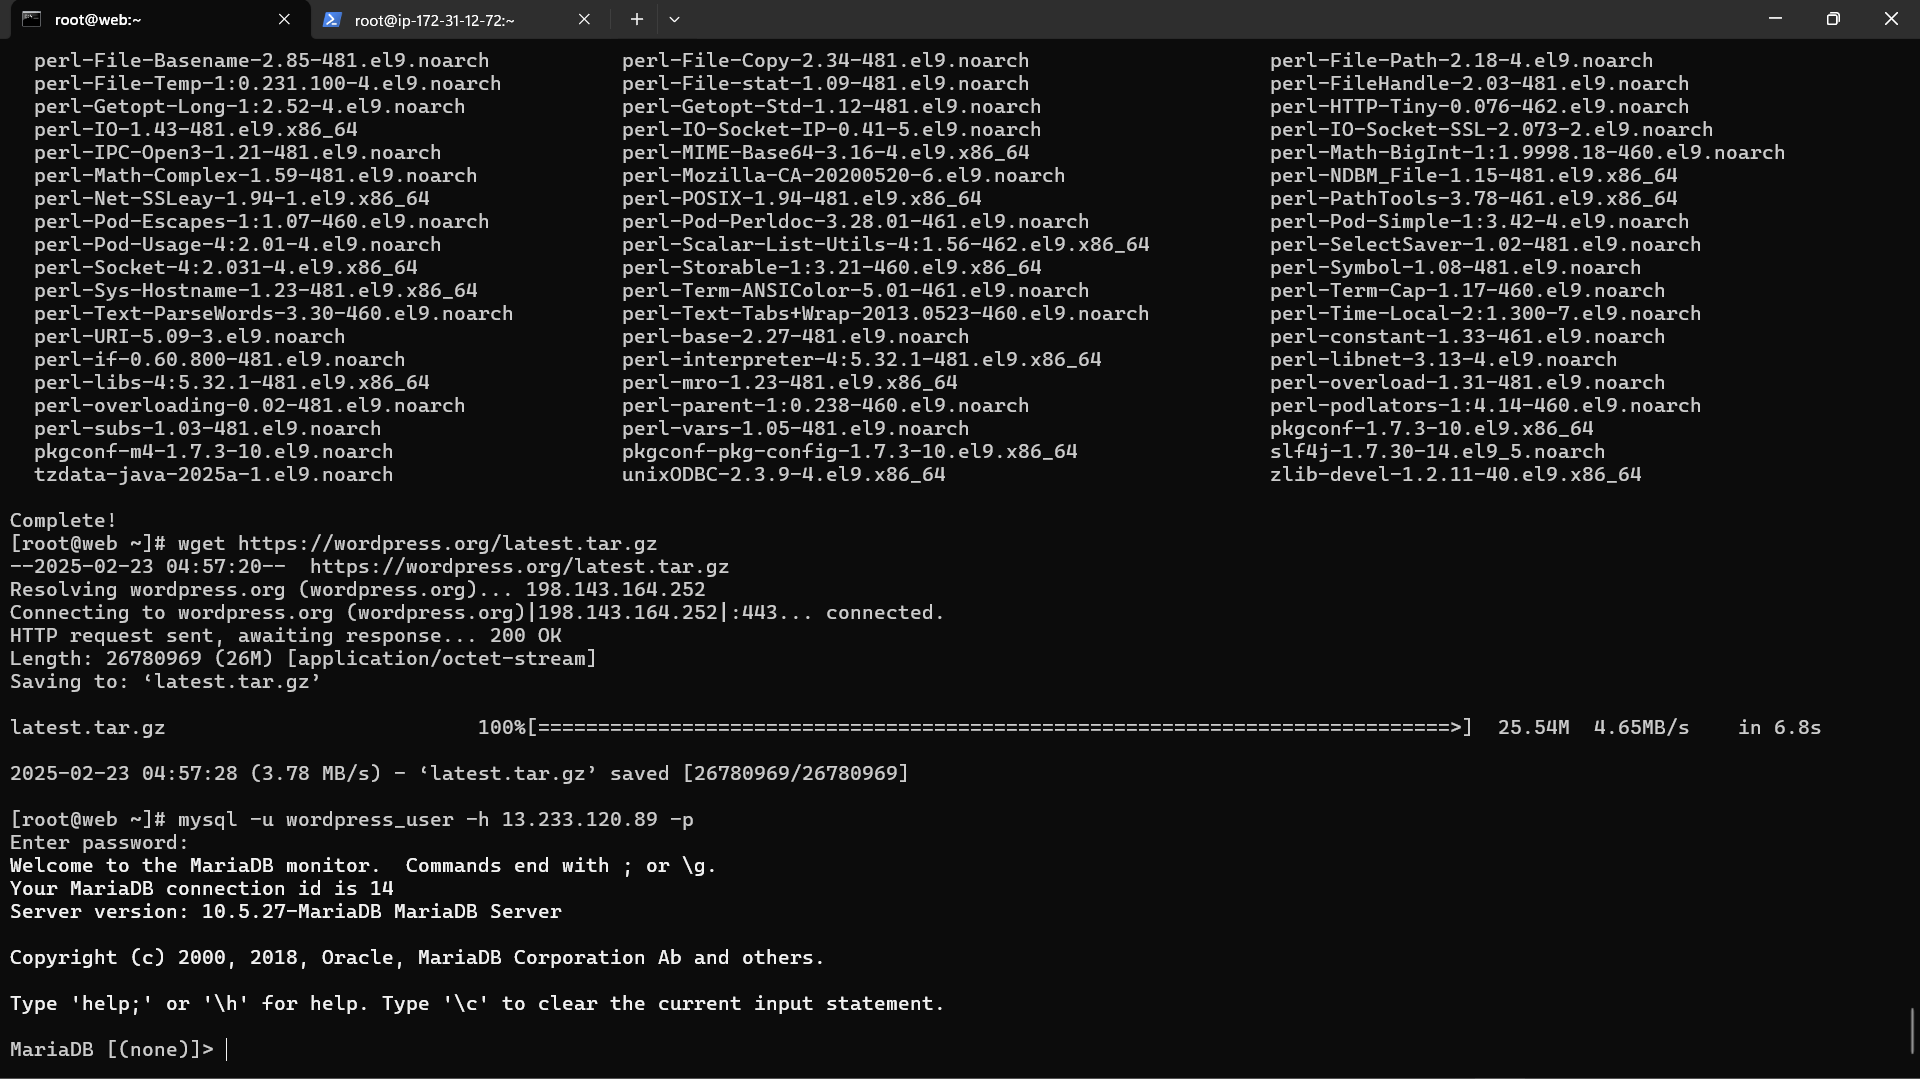 root@web:~ root@ip-172-31-12-72:~
perl-File-Basename-2.85-481.el9.noarch perl-File-Copy-2.34-481.el9.noarch perl-File-Path-2.18-4.el9.noarch
perl-File-Temp-1:0.231.100-4.el9.noarch perl-File-stat-1.09-481.el9.noarch perl-FileHandle-2.03-481.el9.noarch
perl-Getopt-Long-1:2.52-4.el9.noarch perl-Getopt-Std-1.12-481.el9.noarch perl-HTTP-Tiny-0.076-462.el9.noarch
perl-IO-1.43-481.el9.x86_64 perl-IO-Socket-IP-0.41-5.el9.noarch perl-IO-Socket-SSL-2.073-2.el9.noarch
perl-IPC-Open3-1.21-481.el9.noarch perl-MIME-Base64-3.16-4.el9.x86_64 perl-Math-BigInt-1:1.9998.18-460.el9.noarch
perl-Math-Complex-1.59-481.el9.noarch perl-Mozilla-CA-20200520-6.el9.noarch perl-NDBM_File-1.15-481.el9.x86_64
perl-Net-SSLeay-1.94-1.el9.x86_64 perl-POSIX-1.94-481.el9.x86_64 perl-PathTools-3.78-461.el9.x86_64
perl-Pod-Escapes-1:1.07-460.el9.noarch perl-Pod-Perldoc-3.28.01-461.el9.noarch perl-Pod-Simple-1:3.42-4.el9.noarch
perl-Pod-Usage-4:2.01-4.el9.noarch perl-Scalar-List-Utils-4:1.56-462.el9.x86_64 perl-SelectSaver-1.02-481.el9.noarch
perl-Socket-4:2.031-4.el9.x86_64 perl-Storable-1:3.21-460.el9.x86_64 perl-Symbol-1.08-481.el9.noarch
perl-Sys-Hostname-1.23-481.el9.x86_64 perl-Term-ANSIColor-5.01-461.el9.noarch perl-Term-Cap-1.17-460.el9.noarch
perl-Text-ParseWords-3.30-460.el9.noarch perl-Text-Tabs+Wrap-2013.0523-460.el9.noarch perl-Time-Local-2:1.300-7.el9.noarch
perl-URI-5.09-3.el9.noarch perl-base-2.27-481.el9.noarch perl-constant-1.33-461.el9.noarch
perl-if-0.60.800-481.el9.noarch perl-interpreter-4:5.32.1-481.el9.x86_64 perl-libnet-3.13-4.el9.noarch
perl-libs-4:5.32.1-481.el9.x86_64 perl-mro-1.23-481.el9.x86_64 perl-overload-1.31-481.el9.noarch
perl-overloading-0.02-481.el9.noarch perl-parent-1:0.238-460.el9.noarch perl-podlators-1:4.14-460.el9.noarch
perl-subs-1.03-481.el9.noarch perl-vars-1.05-481.el9.noarch pkgconf-1.7.3-10.el9.x86_64
pkgconf-m4-1.7.3-10.el9.noarch pkgconf-pkg-config-1.7.3-10.el9.x86_64 slf4j-1.7.30-14.el9_5.noarch
tzdata-java-2025a-1.el9.noarch unixODBC-2.3.9-4.el9.x86_64 zlib-devel-1.2.11-40.el9.x86_64
Complete!
[root@web ~]# wget https://wordpress.org/latest.tar.gz
--2025-02-23 04:57:20--  https://wordpress.org/latest.tar.gz
Resolving wordpress.org (wordpress.org)... 198.143.164.252
Connecting to wordpress.org (wordpress.org)|198.143.164.252|:443... connected.
HTTP request sent, awaiting response... 200 OK
Length: 26780969 (26M) [application/octet-stream]
Saving to: ‘latest.tar.gz’
latest.tar.gz 100%[============================================================================>] 25.54M 4.65MB/s in 6.8s
2025-02-23 04:57:28 (3.78 MB/s) - ‘latest.tar.gz’ saved [26780969/26780969]
[root@web ~]# mysql -u wordpress_user -h 13.233.120.89 -p
Enter password:
Welcome to the MariaDB monitor.  Commands end with ; or \g.
Your MariaDB connection id is 14
Server version: 10.5.27-MariaDB MariaDB Server
Copyright (c) 2000, 2018, Oracle, MariaDB Corporation Ab and others.
Type 'help;' or '\h' for help. Type '\c' to clear the current input statement.
MariaDB [(none)]>